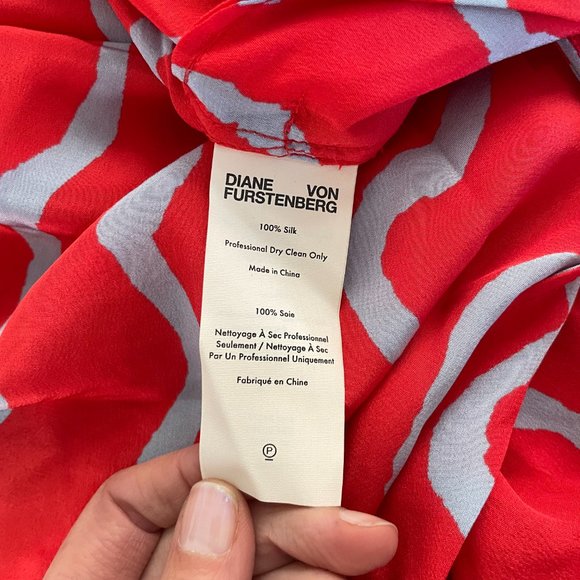 DIANE VON
FURSTENBERG
100% Silk
Professional Dry Clean Only
Made in China
100% Soie
Nettoyage À Sec Professionnel
Seulement / Nettoyage À Sec
Par Un Professionnel Uniquement
Fabriqué en Chine
P